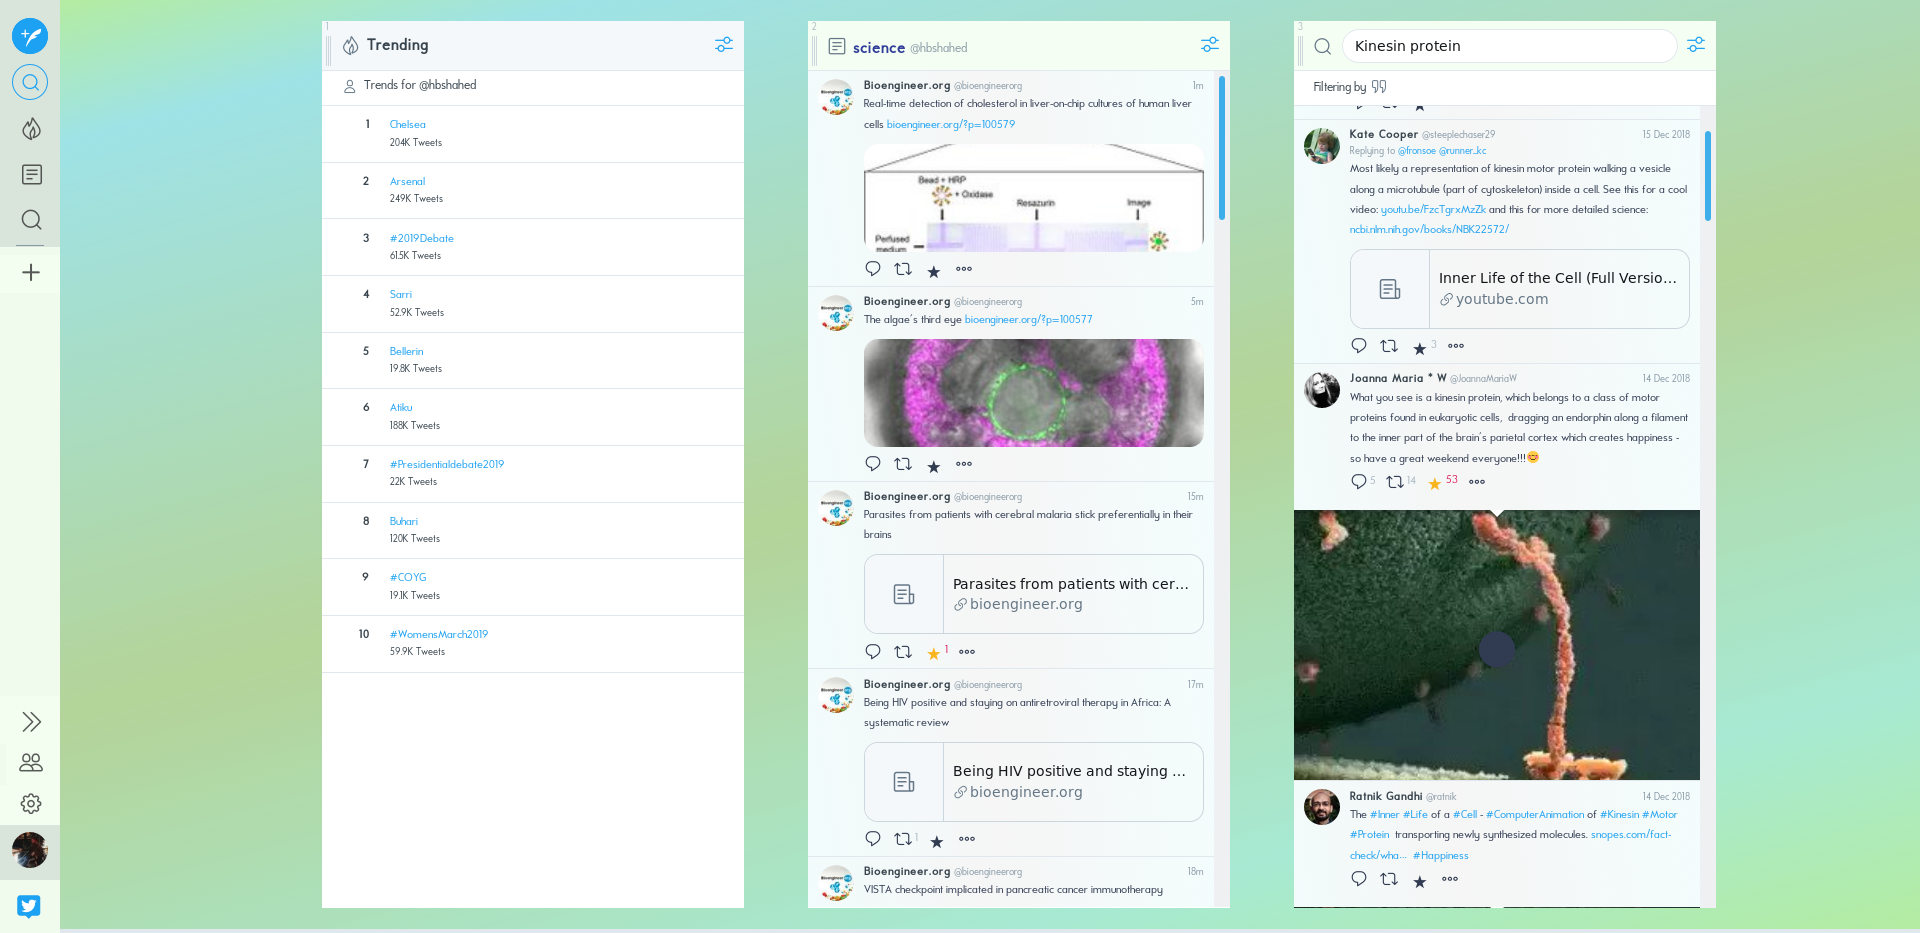 1
Trending
Trends for @hbshahed
1
Chelsea
204K Tweets
2
Arsenal
249K Tweets
3
#2019Debate
61.5K Tweets
4
Sarri
52.9K Tweets
5
Bellerin
19.8K Tweets
6
Atiku
188K Tweets
7
#Presidentialdebate2019
22K Tweets
8
Buhari
120K Tweets
9
#COYG
19.1K Tweets
10
#WomensMarch2019
59.9K Tweets
2
science @hbshahed
Bioengineer.org @bioengineerorg 1m
Real-time detection of cholesterol in liver-on-chip cultures of human liver
cells bioengineer.org/?p=100579
Bead + HRP
+ Oxidase
Resazurin
Image
Perfused
medium
Bioengineer.org @bioengineerorg 5m
The algae's third eye bioengineer.org/?p=100577
Bioengineer.org @bioengineerorg 15m
Parasites from patients with cerebral malaria stick preferentially in their
brains
Parasites from patients with cer...
bioengineer.org
1
Bioengineer.org @bioengineerorg 17m
Being HIV positive and staying on antiretroviral therapy in Africa: A
systematic review
Being HIV positive and staying ...
bioengineer.org
1
Bioengineer.org @bioengineerorg 18m
VISTA checkpoint implicated in pancreatic cancer immunotherapy
3
Kinesin protein
Filtering by
Kate Cooper @steeplechaser29 15 Dec 2018
Replying to @fronsoe @runner_kc
Most likely a representation of kinesin motor protein walking a vesicle
along a microtubule (part of cytoskeleton) inside a cell. See this for a cool
video: youtu.be/FzcTgrxMzZk and this for more detailed science:
ncbi.nlm.nih.gov/books/NBK22572/
Inner Life of the Cell (Full Versio...
youtube.com
3
Joanna Maria * W @JoannaMariaW 14 Dec 2018
What you see is a kinesin protein, which belongs to a class of motor
proteins found in eukaryotic cells, dragging an endorphin along a filament
to the inner part of the brain's parietal cortex which creates happiness -
so have a great weekend everyone!!!😊
5 14 53
Ratnik Gandhi @ratnik 14 Dec 2018
The #Inner #Life of a #Cell - #ComputerAnimation of #Kinesin #Motor
#Protein transporting newly synthesized molecules. snopes.com/fact-
check/wha... #Happiness